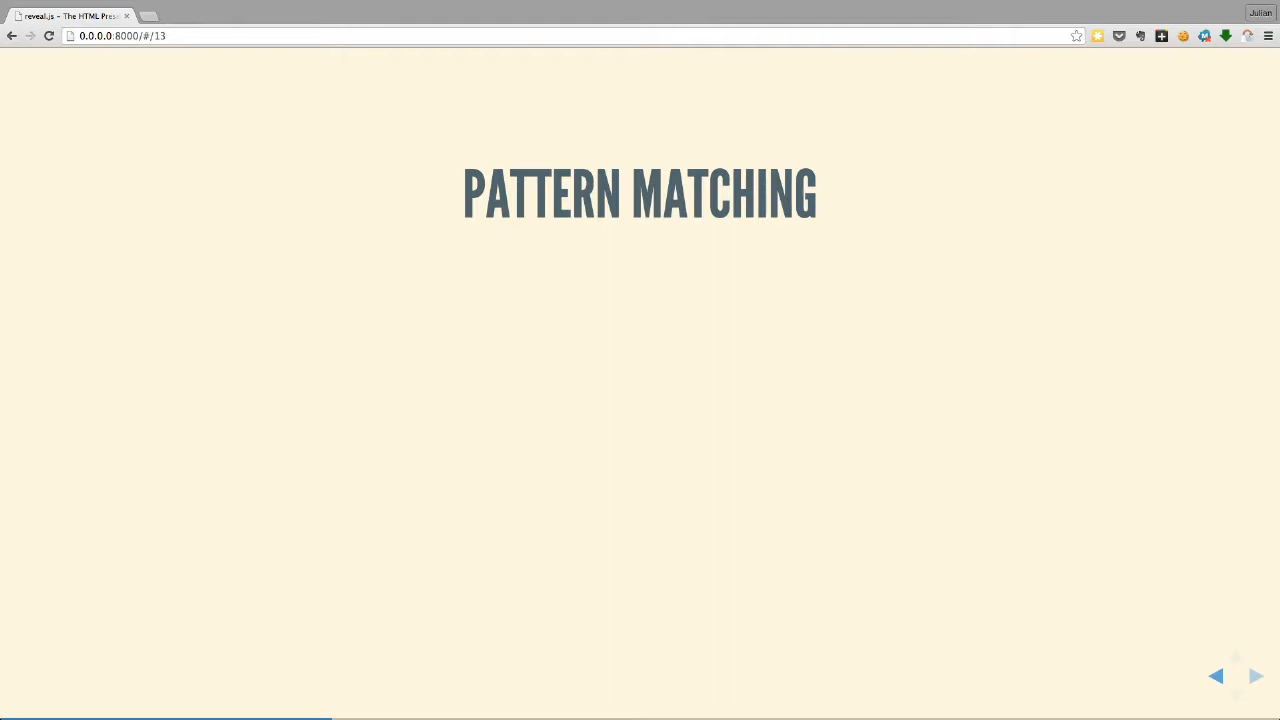 reveal.js – The HTML Pres
Julian
0.0.0.0:8000/#/13
PATTERN MATCHING